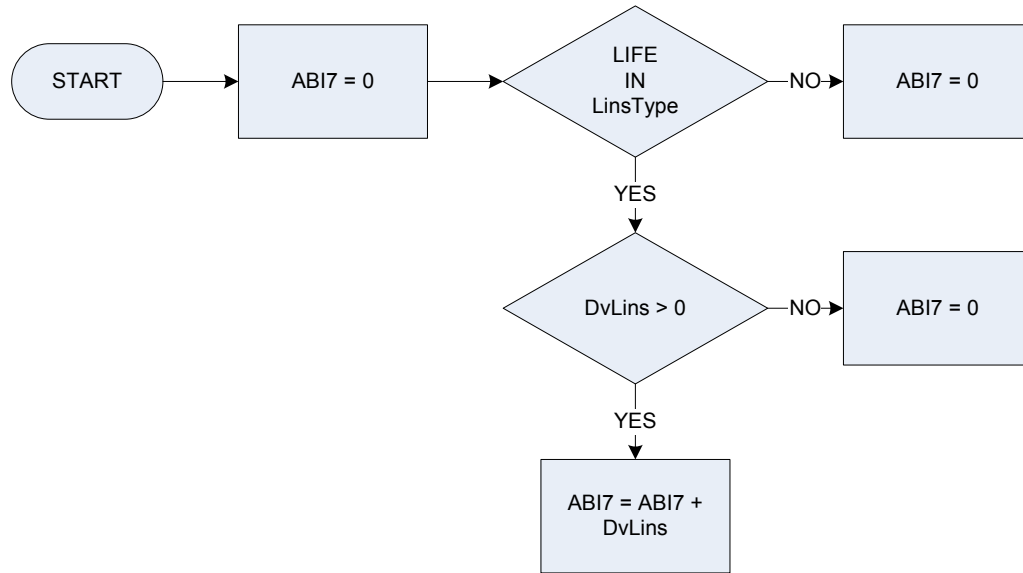 START
ABI7 = 0
LIFE
IN
LinsType
NO
ABI7 = 0
YES
DvLins > 0
NO
ABI7 = 0
YES
ABI7 = ABI7 +
DvLins